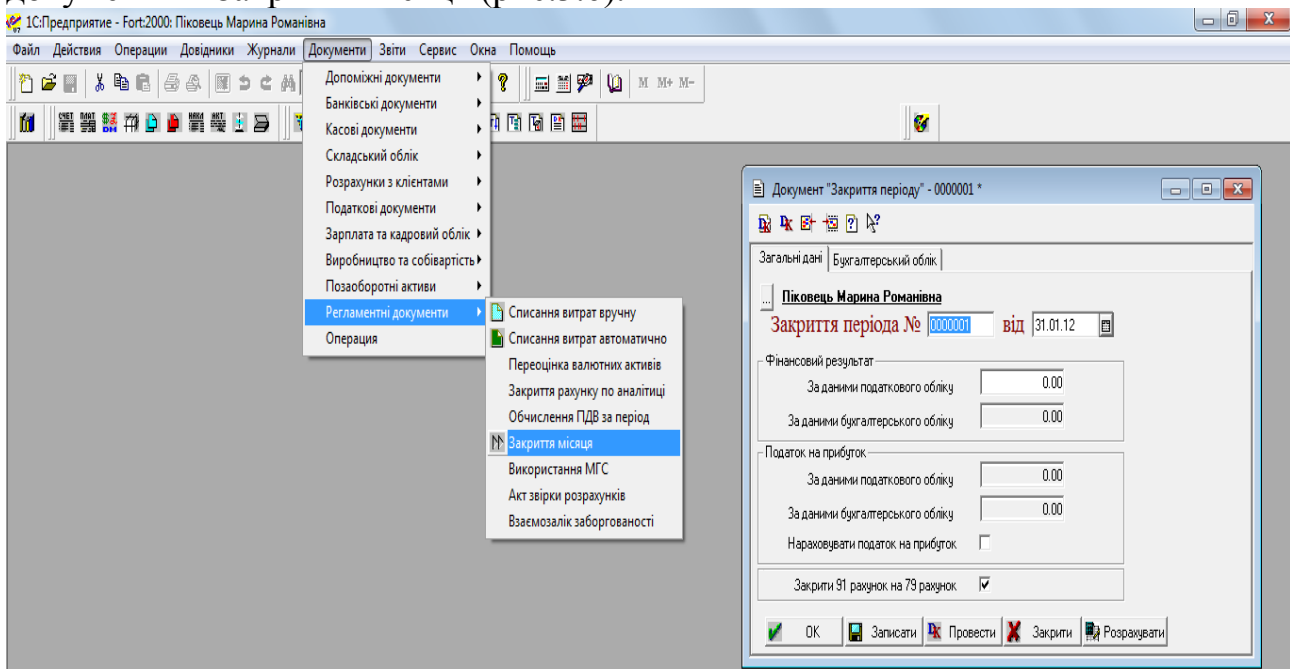 1С:Предприятие - Fort:2000: Піковець Марина Романівна
Файл Действия Операции Довідники Журнали Документи Звіти Сервис Окна Помощь
М М+ М-
Допоміжні документи
Банківські документи
Касові документи
Складський облік
Розрахунки з клієнтами
Податкові документи
Зарплата та кадровий облік
Виробництво та собівартість
Позаоборотні активи
Регламентні документи
Операция
Списання витрат вручну
Списання витрат автоматично
Переоцінка валютних активів
Закриття рахунку по аналітиці
Обчислення ПДВ за період
Закриття місяця
Використання МГС
Акт звірки розрахунків
Взаємозалік заборгованості
Документ "Закриття періоду" - 0000001 *
Загальні дані Бухгалтерський облік
... Піковець Марина Романівна
Закриття періода № 0000001 від 31.01.12
Фінансовий результат
За даними податкового обліку 0.00
За даними бухгалтерського обліку 0.00
Податок на прибуток
За даними податкового обліку 0.00
За даними бухгалтерського обліку 0.00
Нараховувати податок на прибуток
Закрити 91 рахунок на 79 рахунок
OK Записати Провести Закрити Розрахувати